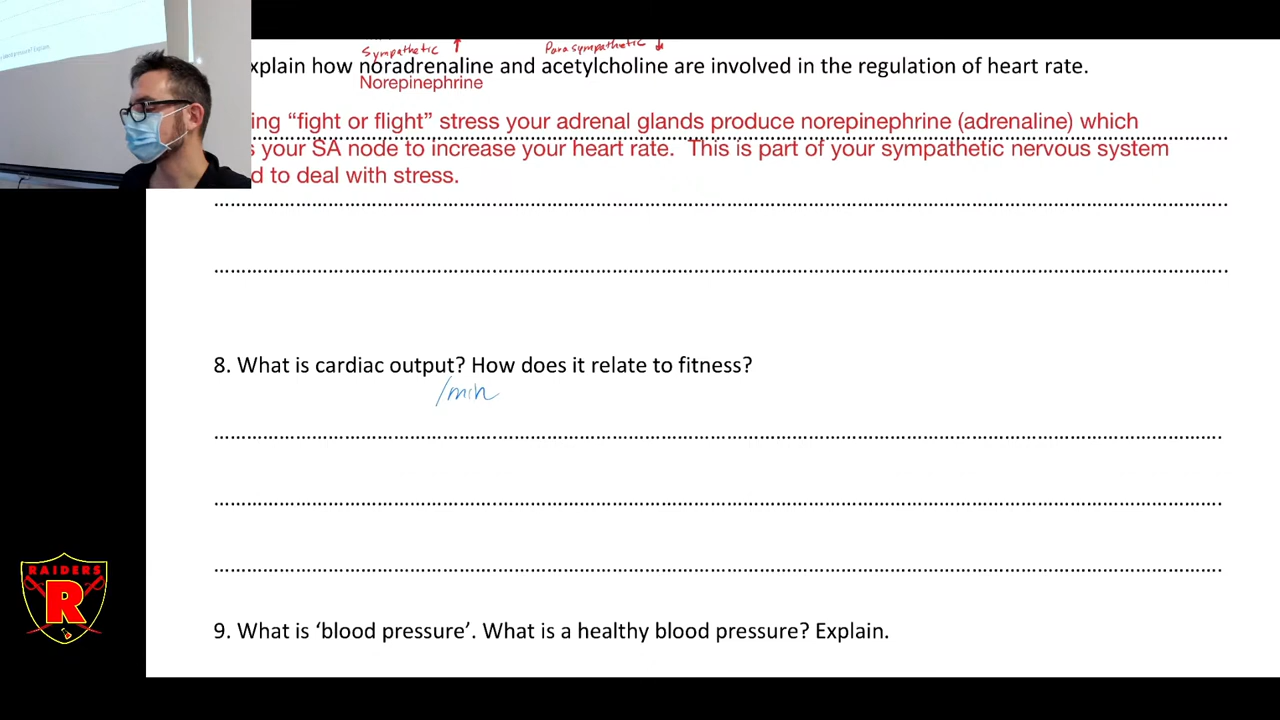 Sympathetic ↑ Parasympathetic ↓
xplain how noradrenaline and acetylcholine are involved in the regulation of heart rate.
Norepinephrine
ing “fight or flight” stress your adrenal glands produce norepinephrine (adrenaline) which
s your SA node to increase your heart rate. This is part of your sympathetic nervous system
d to deal with stress.
8. What is cardiac output? How does it relate to fitness?
/min
9. What is ‘blood pressure’. What is a healthy blood pressure? Explain.
RAIDERS
R